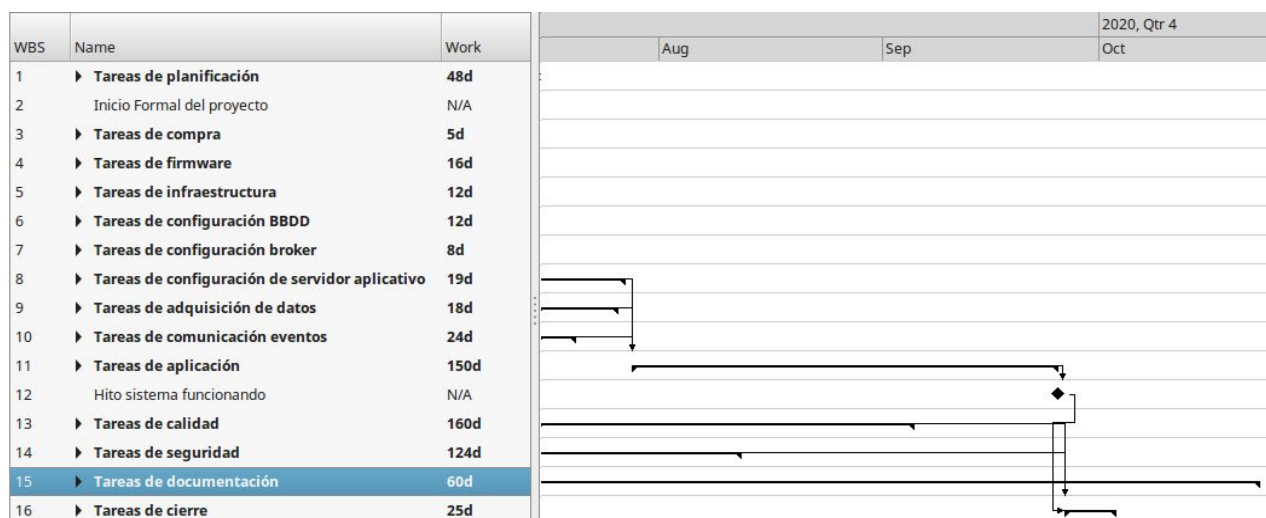 2020, Qtr 4
WBS Name Work Aug Sep Oct
1 Tareas de planificación 48d
2 Inicio Formal del proyecto N/A
3 Tareas de compra 5d
4 Tareas de firmware 16d
5 Tareas de infraestructura 12d
6 Tareas de configuración BBDD 12d
7 Tareas de configuración broker 8d
8 Tareas de configuración de servidor aplicativo 19d
9 Tareas de adquisición de datos 18d
10 Tareas de comunicación eventos 24d
11 Tareas de aplicación 150d
12 Hito sistema funcionando N/A
13 Tareas de calidad 160d
14 Tareas de seguridad 124d
15 Tareas de documentación 60d
16 Tareas de cierre 25d